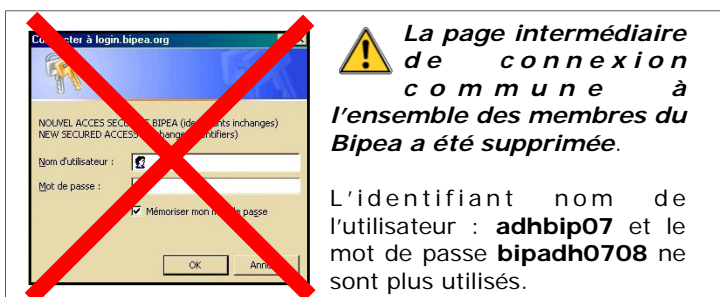 login.bipea.org
NOUVEL ACCES BIPEA inchanges)
NEW SECURED
Nom d'utilisateur :
Mot de passe :
Mémoriser mon passe
OK
La page intermédiaire
de connexion
commune à
l'ensemble des membres du
Bipea a été supprimée.
L'identifiant nom de
l'utilisateur : adhbip07 et le
mot de passe bipadh0708 ne
sont plus utilisés.